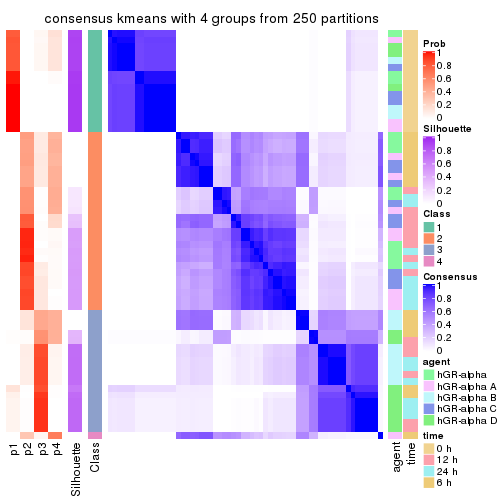 consensus kmeans with 4 groups from 250 partitions
Prob
1
0.8
0.6
0.4
0.2
0
Silhouette
1
0.8
0.6
0.4
0.2
0
Class
1
2
3
4
Consensus
1
0.8
0.6
0.4
0.2
0
agent
hGR-alpha
hGR-alpha A
hGR-alpha B
hGR-alpha C
hGR-alpha D
time
0 h
12 h
24 h
6 h
p1
p2
p3
p4
Silhouette
Class
agent
time